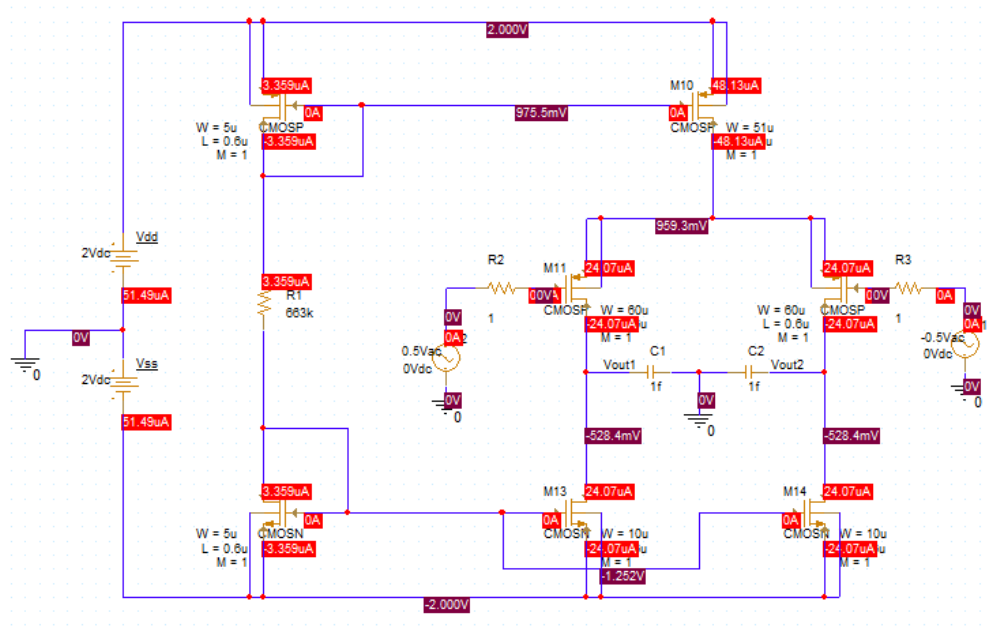 2.000V
3.359uA
0A
CMOSP
W = 5u
L = 0.6u
M = 1
-3.359uA
975.5mV
M10
48.13uA
0A
W = 51u
-48.13uA
M = 1
959.3mV
Vdd
2Vdc
51.49uA
0V
0
Vss
2Vdc
51.49uA
3.359uA
R1
663k
R2
1
0V
0A
0.5Vac
0Vdc
0V
0
M11
24.07uA
W = 60u
-24.07uA
M = 1
24.07uA
CMOSP
W = 60u
L = 0.6u
M = 1
-24.07uA
0V
R3
1
0A
0V
0A
-0.5Vac
0Vdc
0V
0
Vout1
C1
1f
C2
1f
Vout2
0V
0
-528.4mV
-528.4mV
3.359uA
0A
CMOSN
W = 5u
L = 0.6u
M = 1
-3.359uA
M13
24.07uA
0A
W = 10u
-24.07uA
M = 1
-1.252V
M14
24.07uA
0A
W = 10u
-24.07uA
M = 1
-2.000V